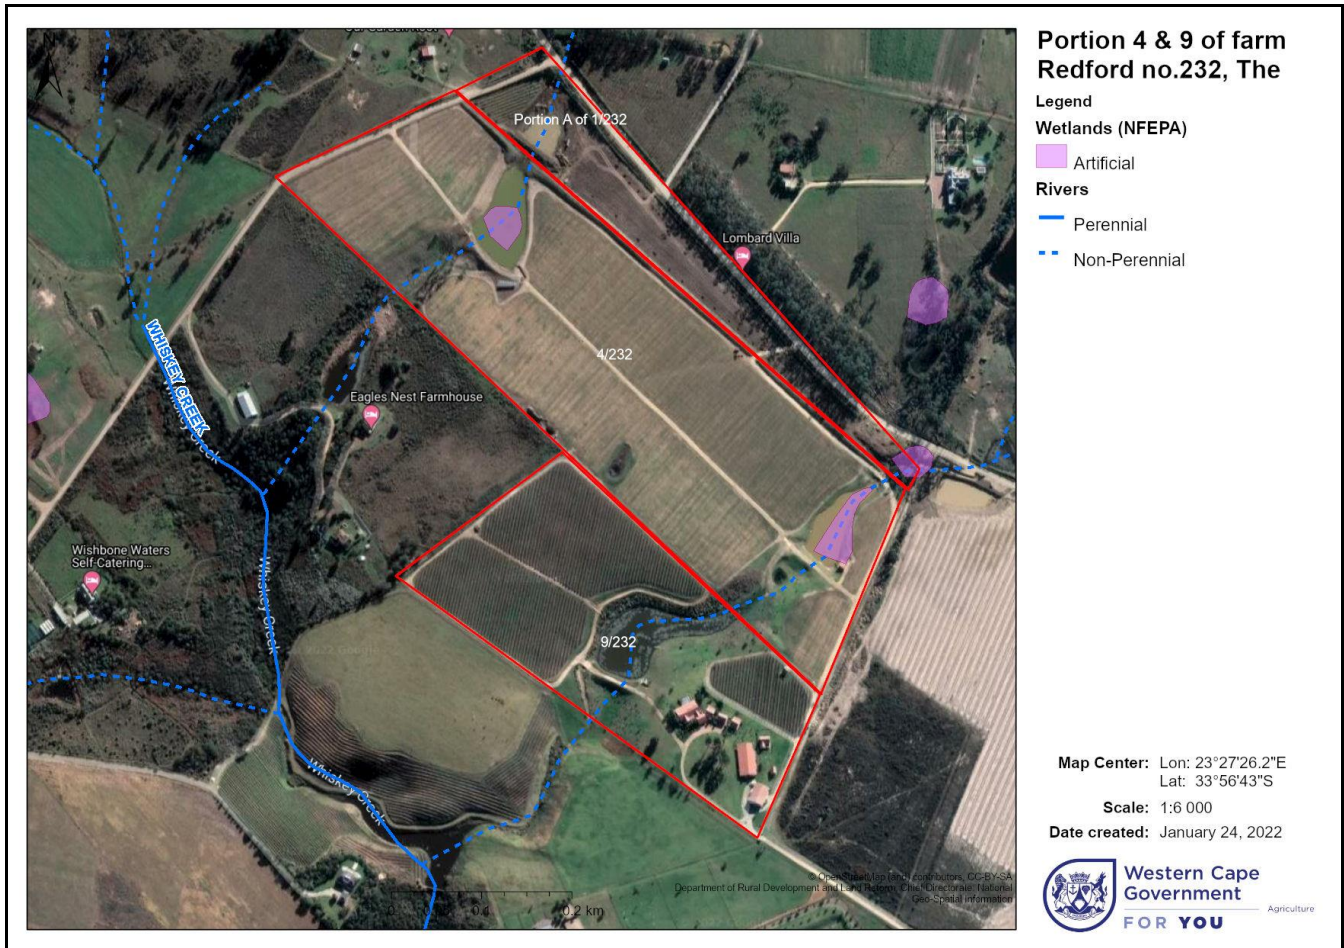 Portion 4 & 9 of farm
Redford no.232, The
Legend
Wetlands (NFEPA)
Artificial
Rivers
Perennial
Non-Perennial
Portion A of 1/232
Lombard Villa
4/232
WHISKEY CREEK
Eagles Nest Farmhouse
Wishbone Waters
Self-Catering...
Whiskey Creek
9/232
Whiskey Creek
0.1
0.2 km
© OpenStreetMap (and) contributors, CC-BY-SA
Department of Rural Development and Land Reform, Chief Directorate: National
Geo-Spatial Information
Map Center: Lon: 23°27'26.2"E
Lat: 33°56'43"S
Scale: 1:6 000
Date created: January 24, 2022
Western Cape
Government
Agriculture
FOR YOU